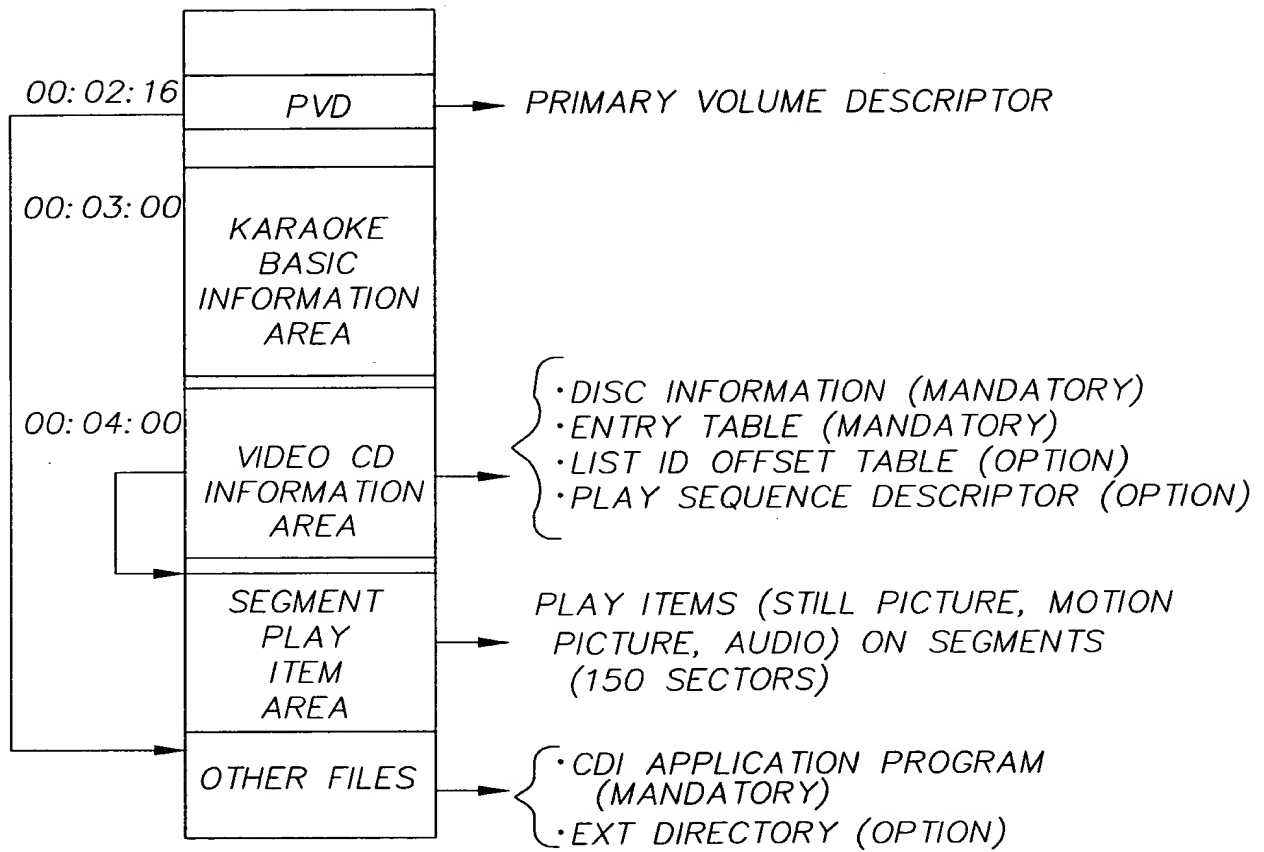 00:02:16
PVD
PRIMARY VOLUME DESCRIPTOR
00:03:00
KARAOKE
BASIC
INFORMATION
AREA
00:04:00
VIDEO CD
INFORMATION
AREA
·DISC INFORMATION (MANDATORY)
·ENTRY TABLE (MANDATORY)
·LIST ID OFFSET TABLE (OPTION)
·PLAY SEQUENCE DESCRIPTOR (OPTION)
SEGMENT
PLAY
ITEM
AREA
PLAY ITEMS (STILL PICTURE, MOTION
PICTURE, AUDIO) ON SEGMENTS
(150 SECTORS)
OTHER FILES
·CDI APPLICATION PROGRAM
(MANDATORY)
·EXT DIRECTORY (OPTION)